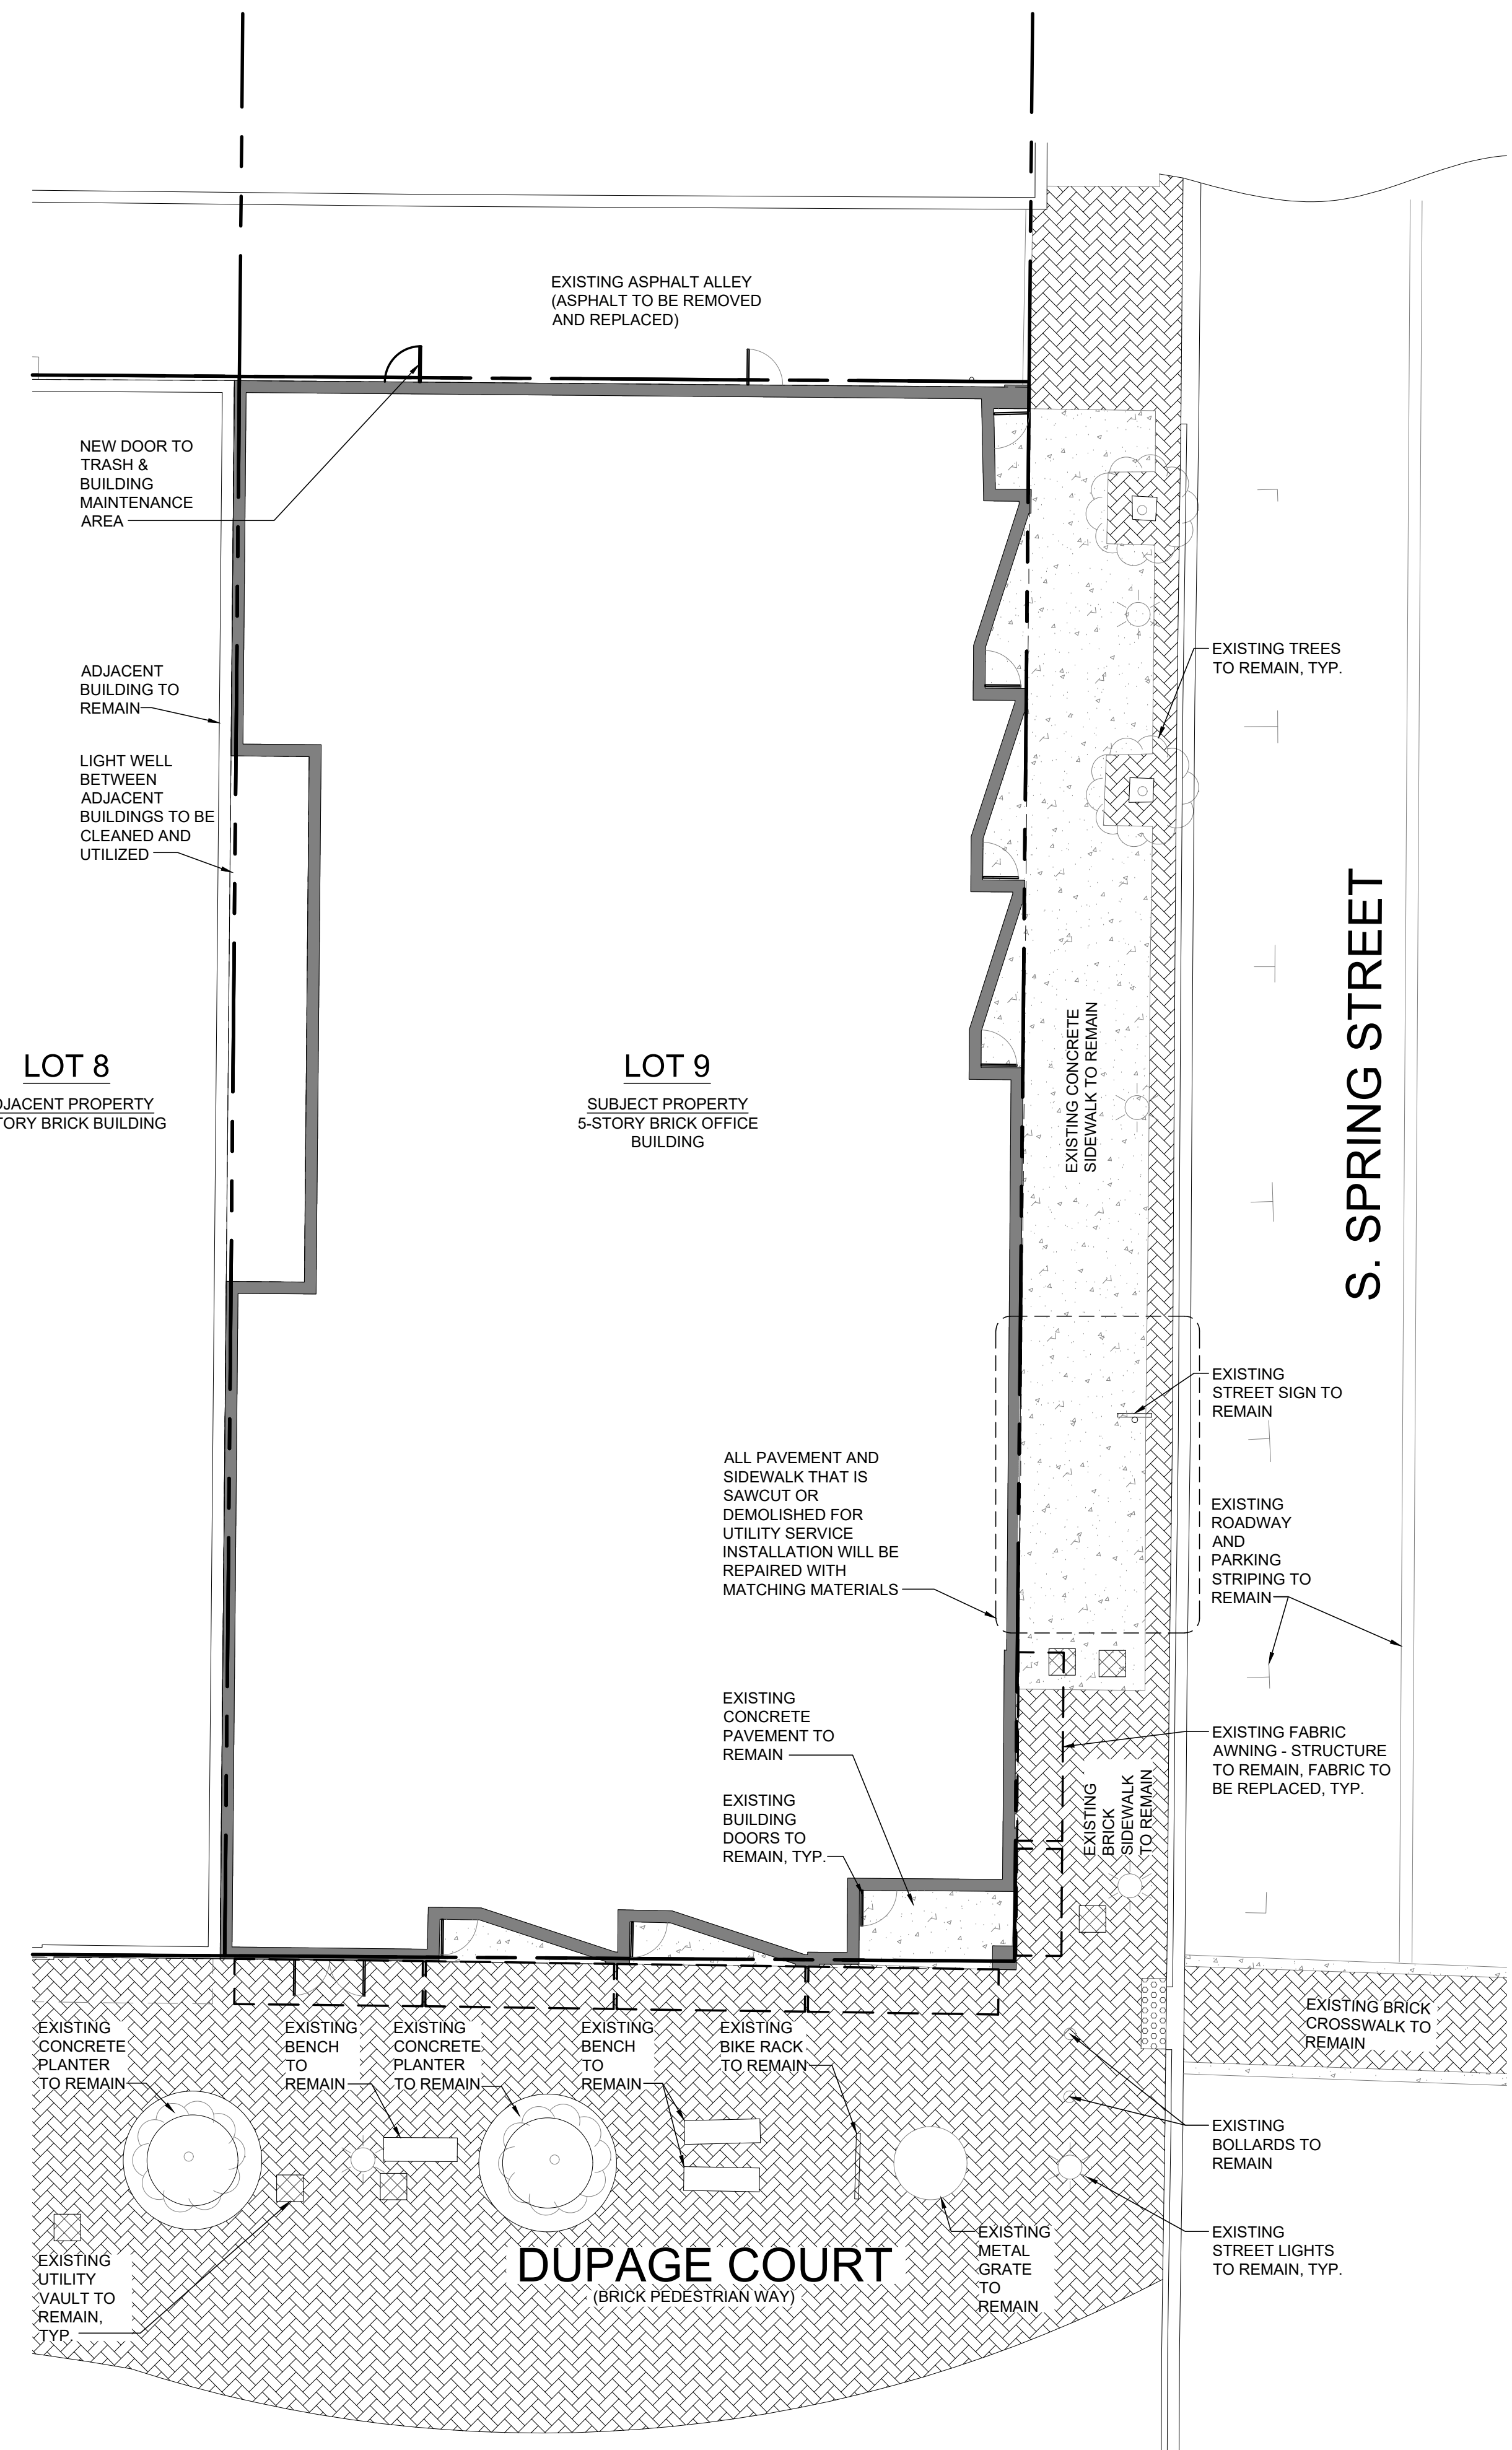 EXISTING ASPHALT ALLEY
(ASPHALT TO BE REMOVED
AND REPLACED)
NEW DOOR TO
TRASH &
BUILDING
MAINTENANCE
AREA
ADJACENT
BUILDING TO
REMAIN
LIGHT WELL
BETWEEN
ADJACENT
BUILDINGS TO BE
CLEANED AND
UTILIZED
EXISTING TREES
TO REMAIN, TYP.
LOT 8
DJACENT PROPERTY
TORY BRICK BUILDING
LOT 9
SUBJECT PROPERTY
5-STORY BRICK OFFICE
BUILDING
EXISTING CONCRETE
SIDEWALK TO REMAIN
S. SPRING STREET
EXISTING
STREET SIGN TO
REMAIN
ALL PAVEMENT AND
SIDEWALK THAT IS
SAWCUT OR
DEMOLISHED FOR
UTILITY SERVICE
INSTALLATION WILL BE
REPAIRED WITH
MATCHING MATERIALS
EXISTING
ROADWAY
AND
PARKING
STRIPING TO
REMAIN
EXISTING
CONCRETE
PAVEMENT TO
REMAIN
EXISTING FABRIC
AWNING - STRUCTURE
TO REMAIN, FABRIC TO
BE REPLACED, TYP.
EXISTING
BRICK
SIDEWALK
TO REMAIN
EXISTING
BUILDING
DOORS TO
REMAIN, TYP.
EXISTING BRICK
CROSSWALK TO
REMAIN
EXISTING
CONCRETE
PLANTER
TO REMAIN
EXISTING
BENCH
TO
REMAIN
EXISTING
CONCRETE
PLANTER
TO REMAIN
EXISTING
BENCH
TO
REMAIN
EXISTING
BIKE RACK
TO REMAIN
EXISTING
BOLLARDS TO
REMAIN
EXISTING
UTILITY
VAULT TO
REMAIN,
TYP.
DUPAGE COURT
(BRICK PEDESTRIAN WAY)
EXISTING
METAL
GRATE
TO
REMAIN
EXISTING
STREET LIGHTS
TO REMAIN, TYP.